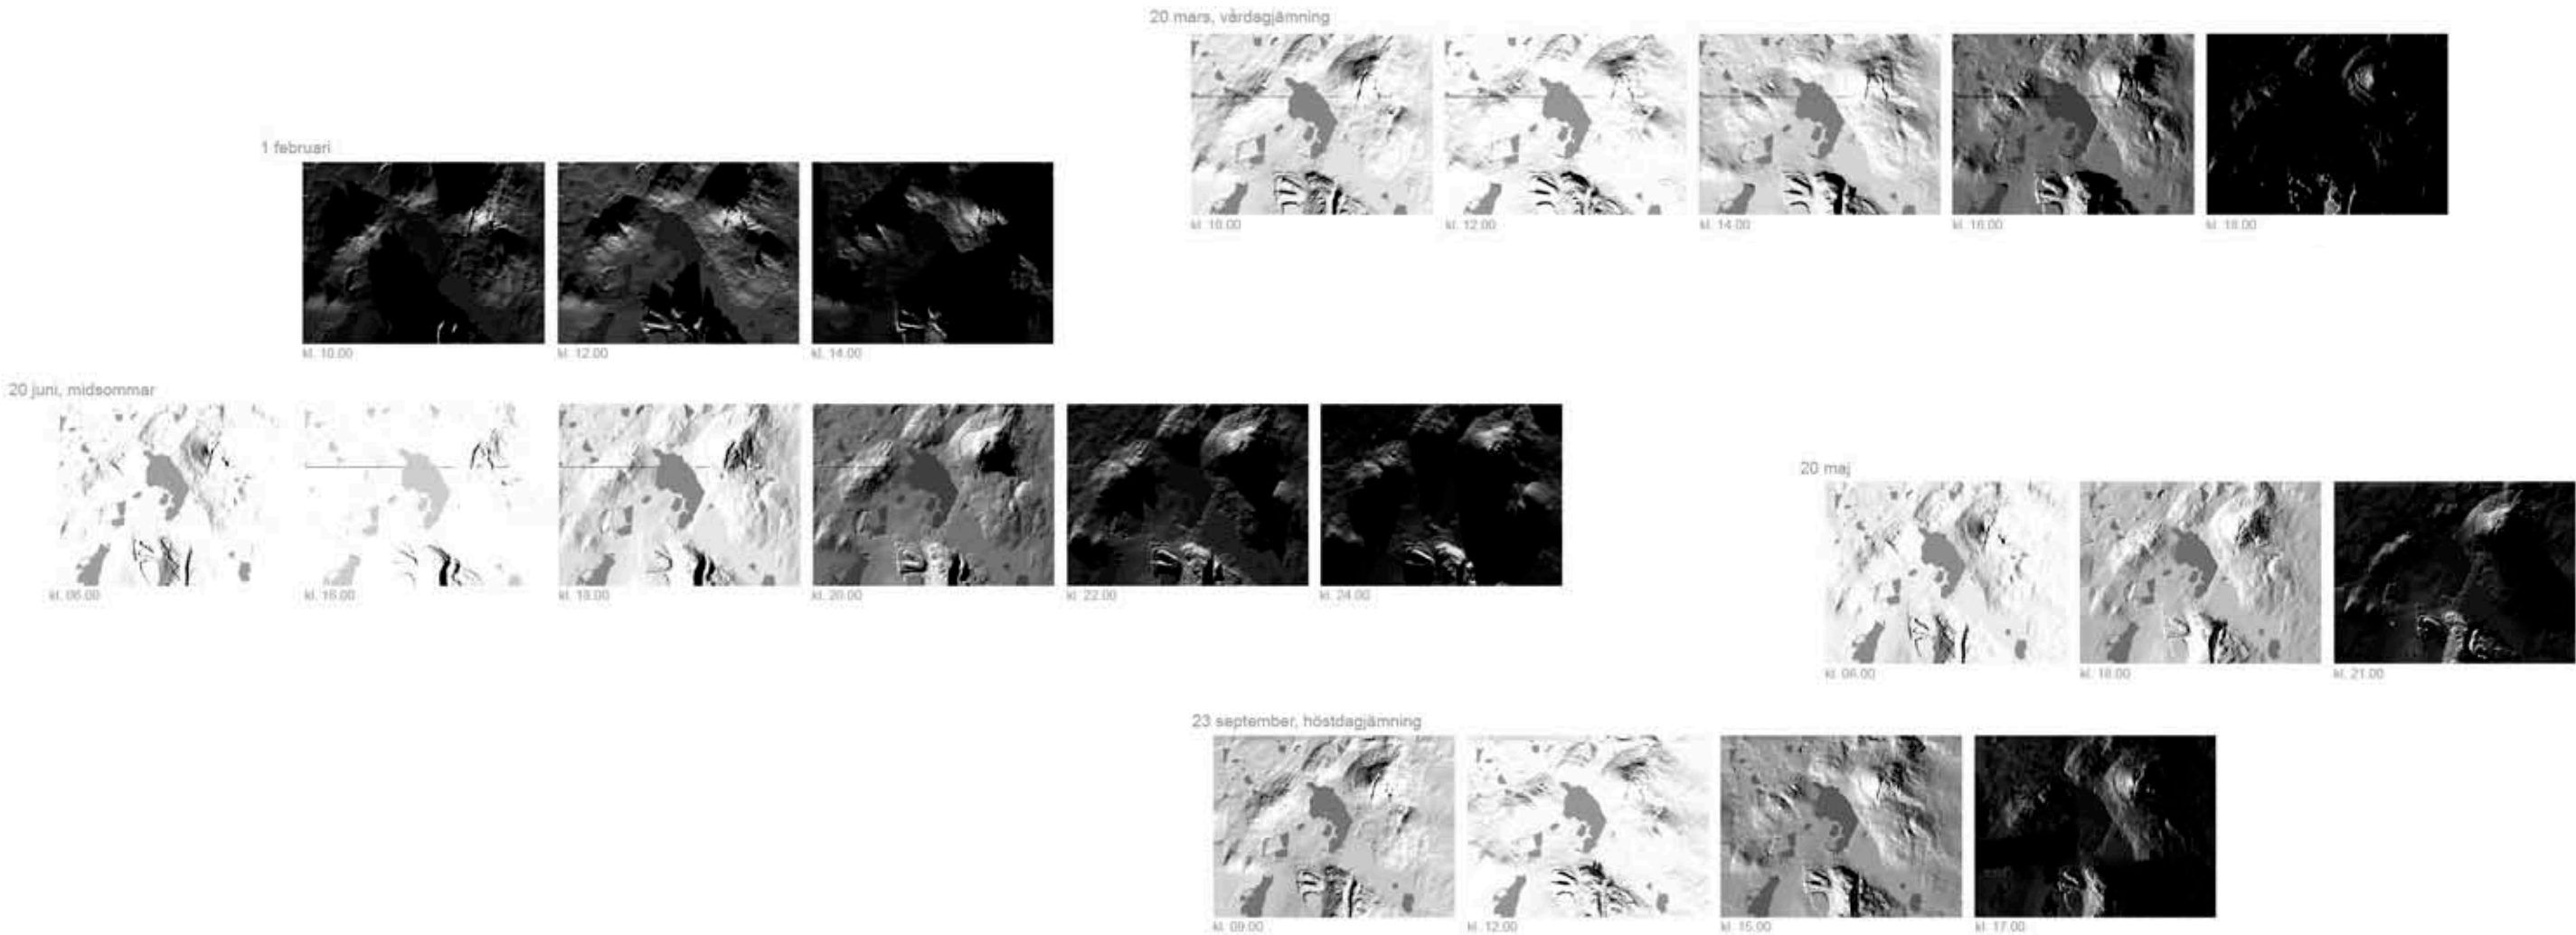 20 mars, vårdagjämning
kl. 10.00
kl. 12.00
kl. 14.00
kl. 16.00
kl. 18.00
1 februari
kl. 10.00
kl. 12.00
kl. 14.00
20 juni, midsommar
kl. 06.00
kl. 16.00
kl. 18.00
kl. 20.00
kl. 22.00
kl. 24.00
20 maj
kl. 06.00
kl. 18.00
kl. 21.00
23 september, höstdagjämning
kl. 09.00
kl. 12.00
kl. 15.00
kl. 17.00